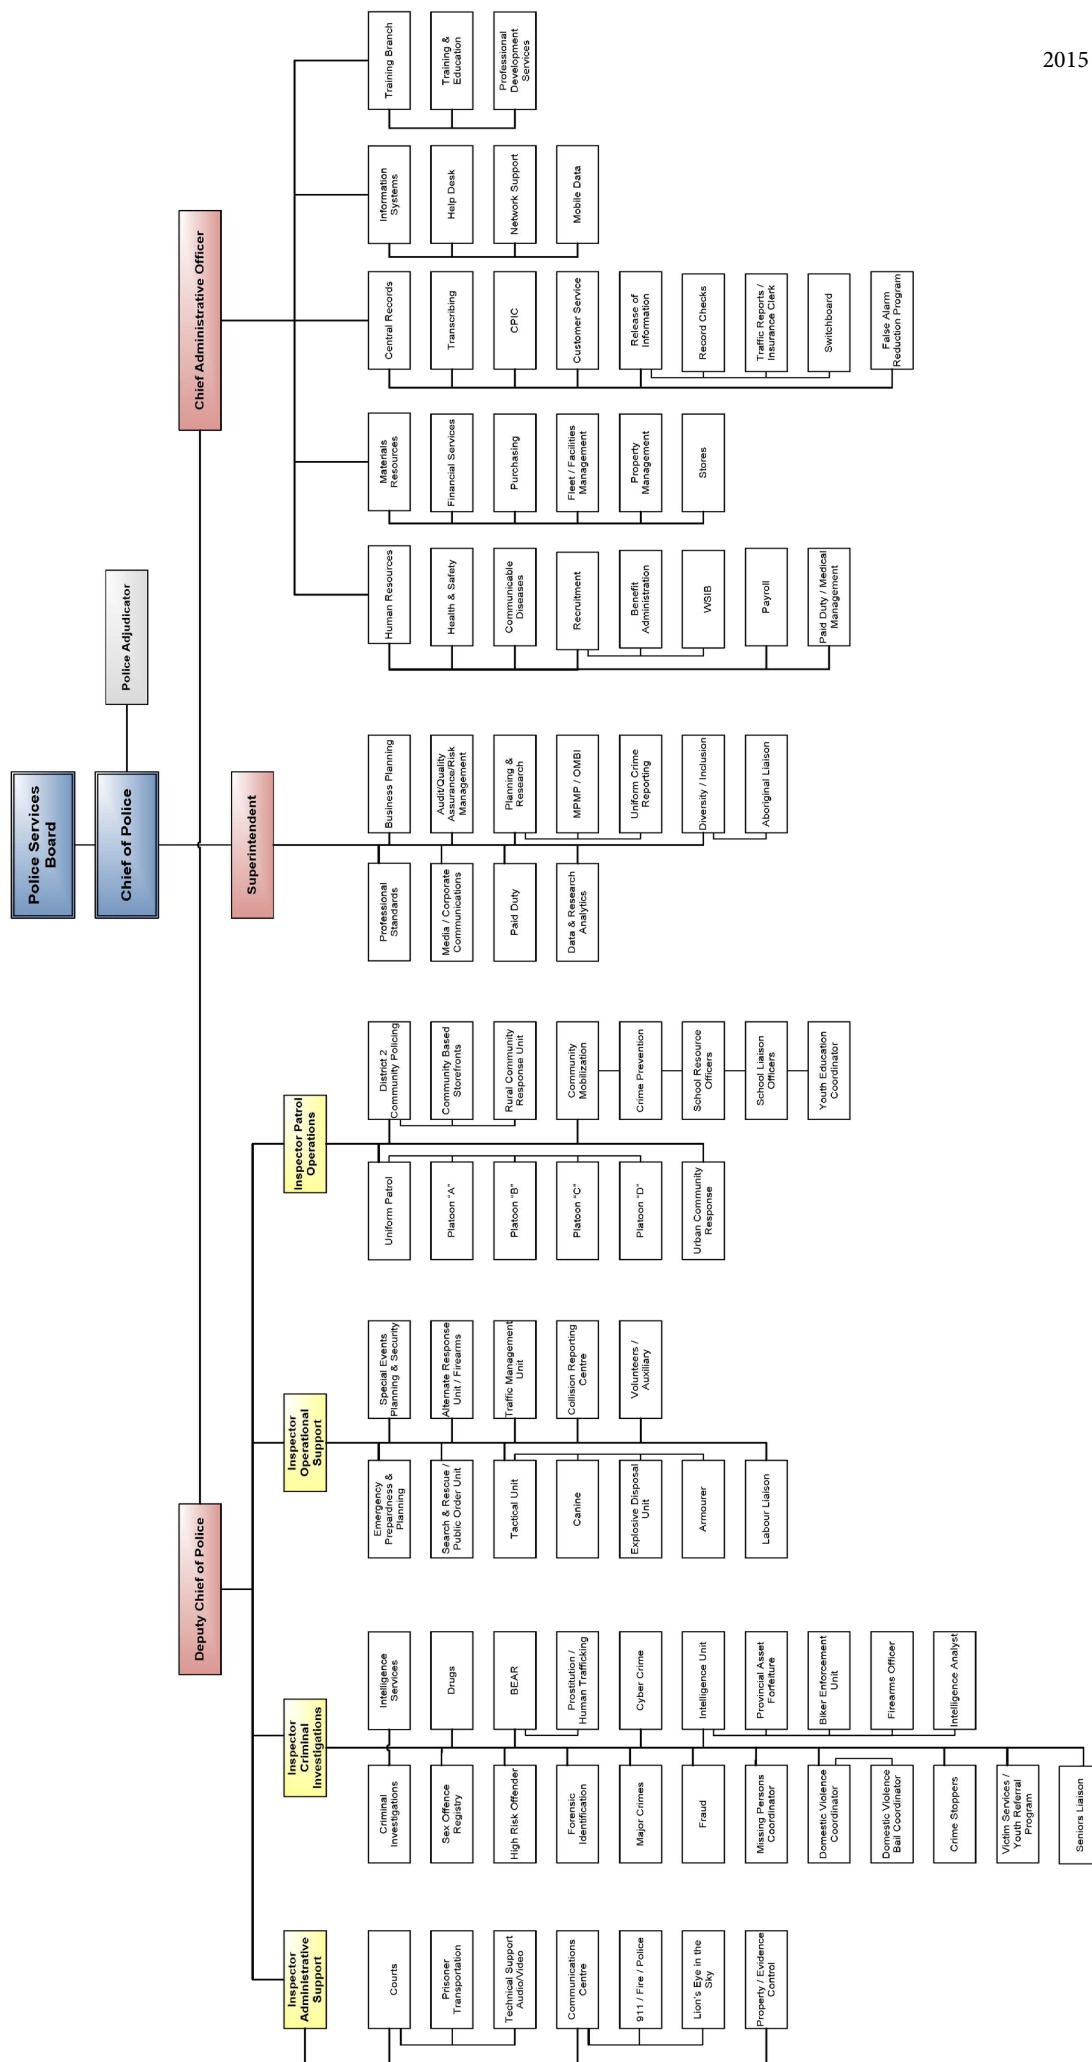 2015
Police Services
Board
Chief of Police
Police Adjudicator
Deputy Chief of Police
Chief Administrative Officer
Superintendent
Inspector
Administrative
Support
Courts
Prisoner
Transportation
Technical Support
Audio/Video
Communications
Centre
911 / Fire / Police
Lion's Eye in the
Sky
Property / Evidence
Control
Inspector
Criminal
Investigations
Criminal
Investigations
Sex Offence
Registry
High Risk Offender
Forensic
Identification
Major Crimes
Fraud
Missing Persons
Coordinator
Domestic Violence
Coordinator
Domestic Violence
Bail Coordinator
Crime Stoppers
Victim Services /
Youth Referral
Program
Seniors Liaison
Intelligence
Services
Drugs
BEAR
Prostitution /
Human Trafficking
Cyber Crime
Intelligence Unit
Provincial Asset
Forfeiture
Biker Enforcement
Unit
Firearms Officer
Intelligence Analyst
Inspector
Operational
Support
Emergency
Prepardness &
Planning
Search & Rescue /
Public Order Unit
Tactical Unit
Canine
Explosive Disposal
Unit
Armourer
Labour Liaison
Special Events
Planning & Security
Alternate Response
Unit / Firearms
Traffic Management
Unit
Collision Reporting
Centre
Volunteers /
Auxiliary
Inspector Patrol
Operations
Uniform Patrol
Platoon "A"
Platoon "B"
Platoon "C"
Platoon "D"
Urban Community
Response
District 2
Community Policing
Community Based
Storefronts
Rural Community
Response Unit
Community
Mobilization
Crime Prevention
School Resource
Officers
School Liaison
Officers
Youth Education
Coordinator
Professional
Standards
Media / Corporate
Communications
Paid Duty
Data & Research
Analytics
Business Planning
Audit/Quality
Assurance/Risk
Management
Planning &
Research
MPMP / OMBI
Uniform Crime
Reporting
Diversity / Inclusion
Aboriginal Liaison
Human Resources
Health & Safety
Communicable
Diseases
Recruitment
Benefit
Administration
WSIB
Payroll
Paid Duty / Medical
Management
Materials
Resources
Financial Services
Purchasing
Fleet / Facilities
Management
Property
Management
Stores
Central Records
Transcribing
CPIC
Customer Service
Release of
Information
Record Checks
Traffic Reports /
Insurance Clerk
Switchboard
False Alarm
Reduction Program
Information
Systems
Help Desk
Network Support
Mobile Data
Training Branch
Training &
Education
Professional
Development
Services